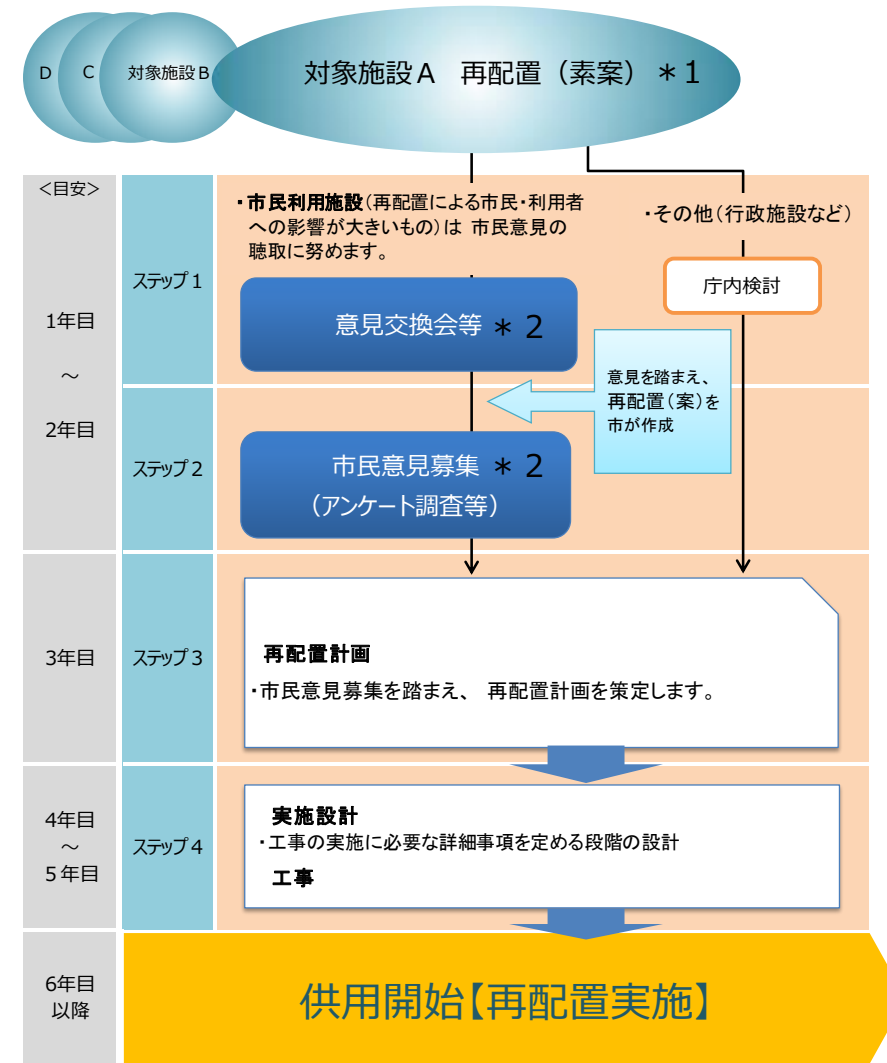 D
C
対象施設B
対象施設A 再配置（素案）＊1
＜目安＞
1年目
～
2年目
ステップ1
・市民利用施設（再配置による市民・利用者
への影響が大きいもの）は 市民意見の
聴取に努めます。
意見交換会等＊2
・その他（行政施設など）
庁内検討
意見を踏まえ、
再配置（案）を
市が作成
ステップ2
市民意見募集＊2
（アンケート調査等）
3年目
ステップ3
再配置計画
・市民意見募集を踏まえ、 再配置計画を策定します。
4年目
～
5年目
ステップ4
実施設計
・工事の実施に必要な詳細事項を定める段階の設計
工事
6年目
以降
供用開始【再配置実施】